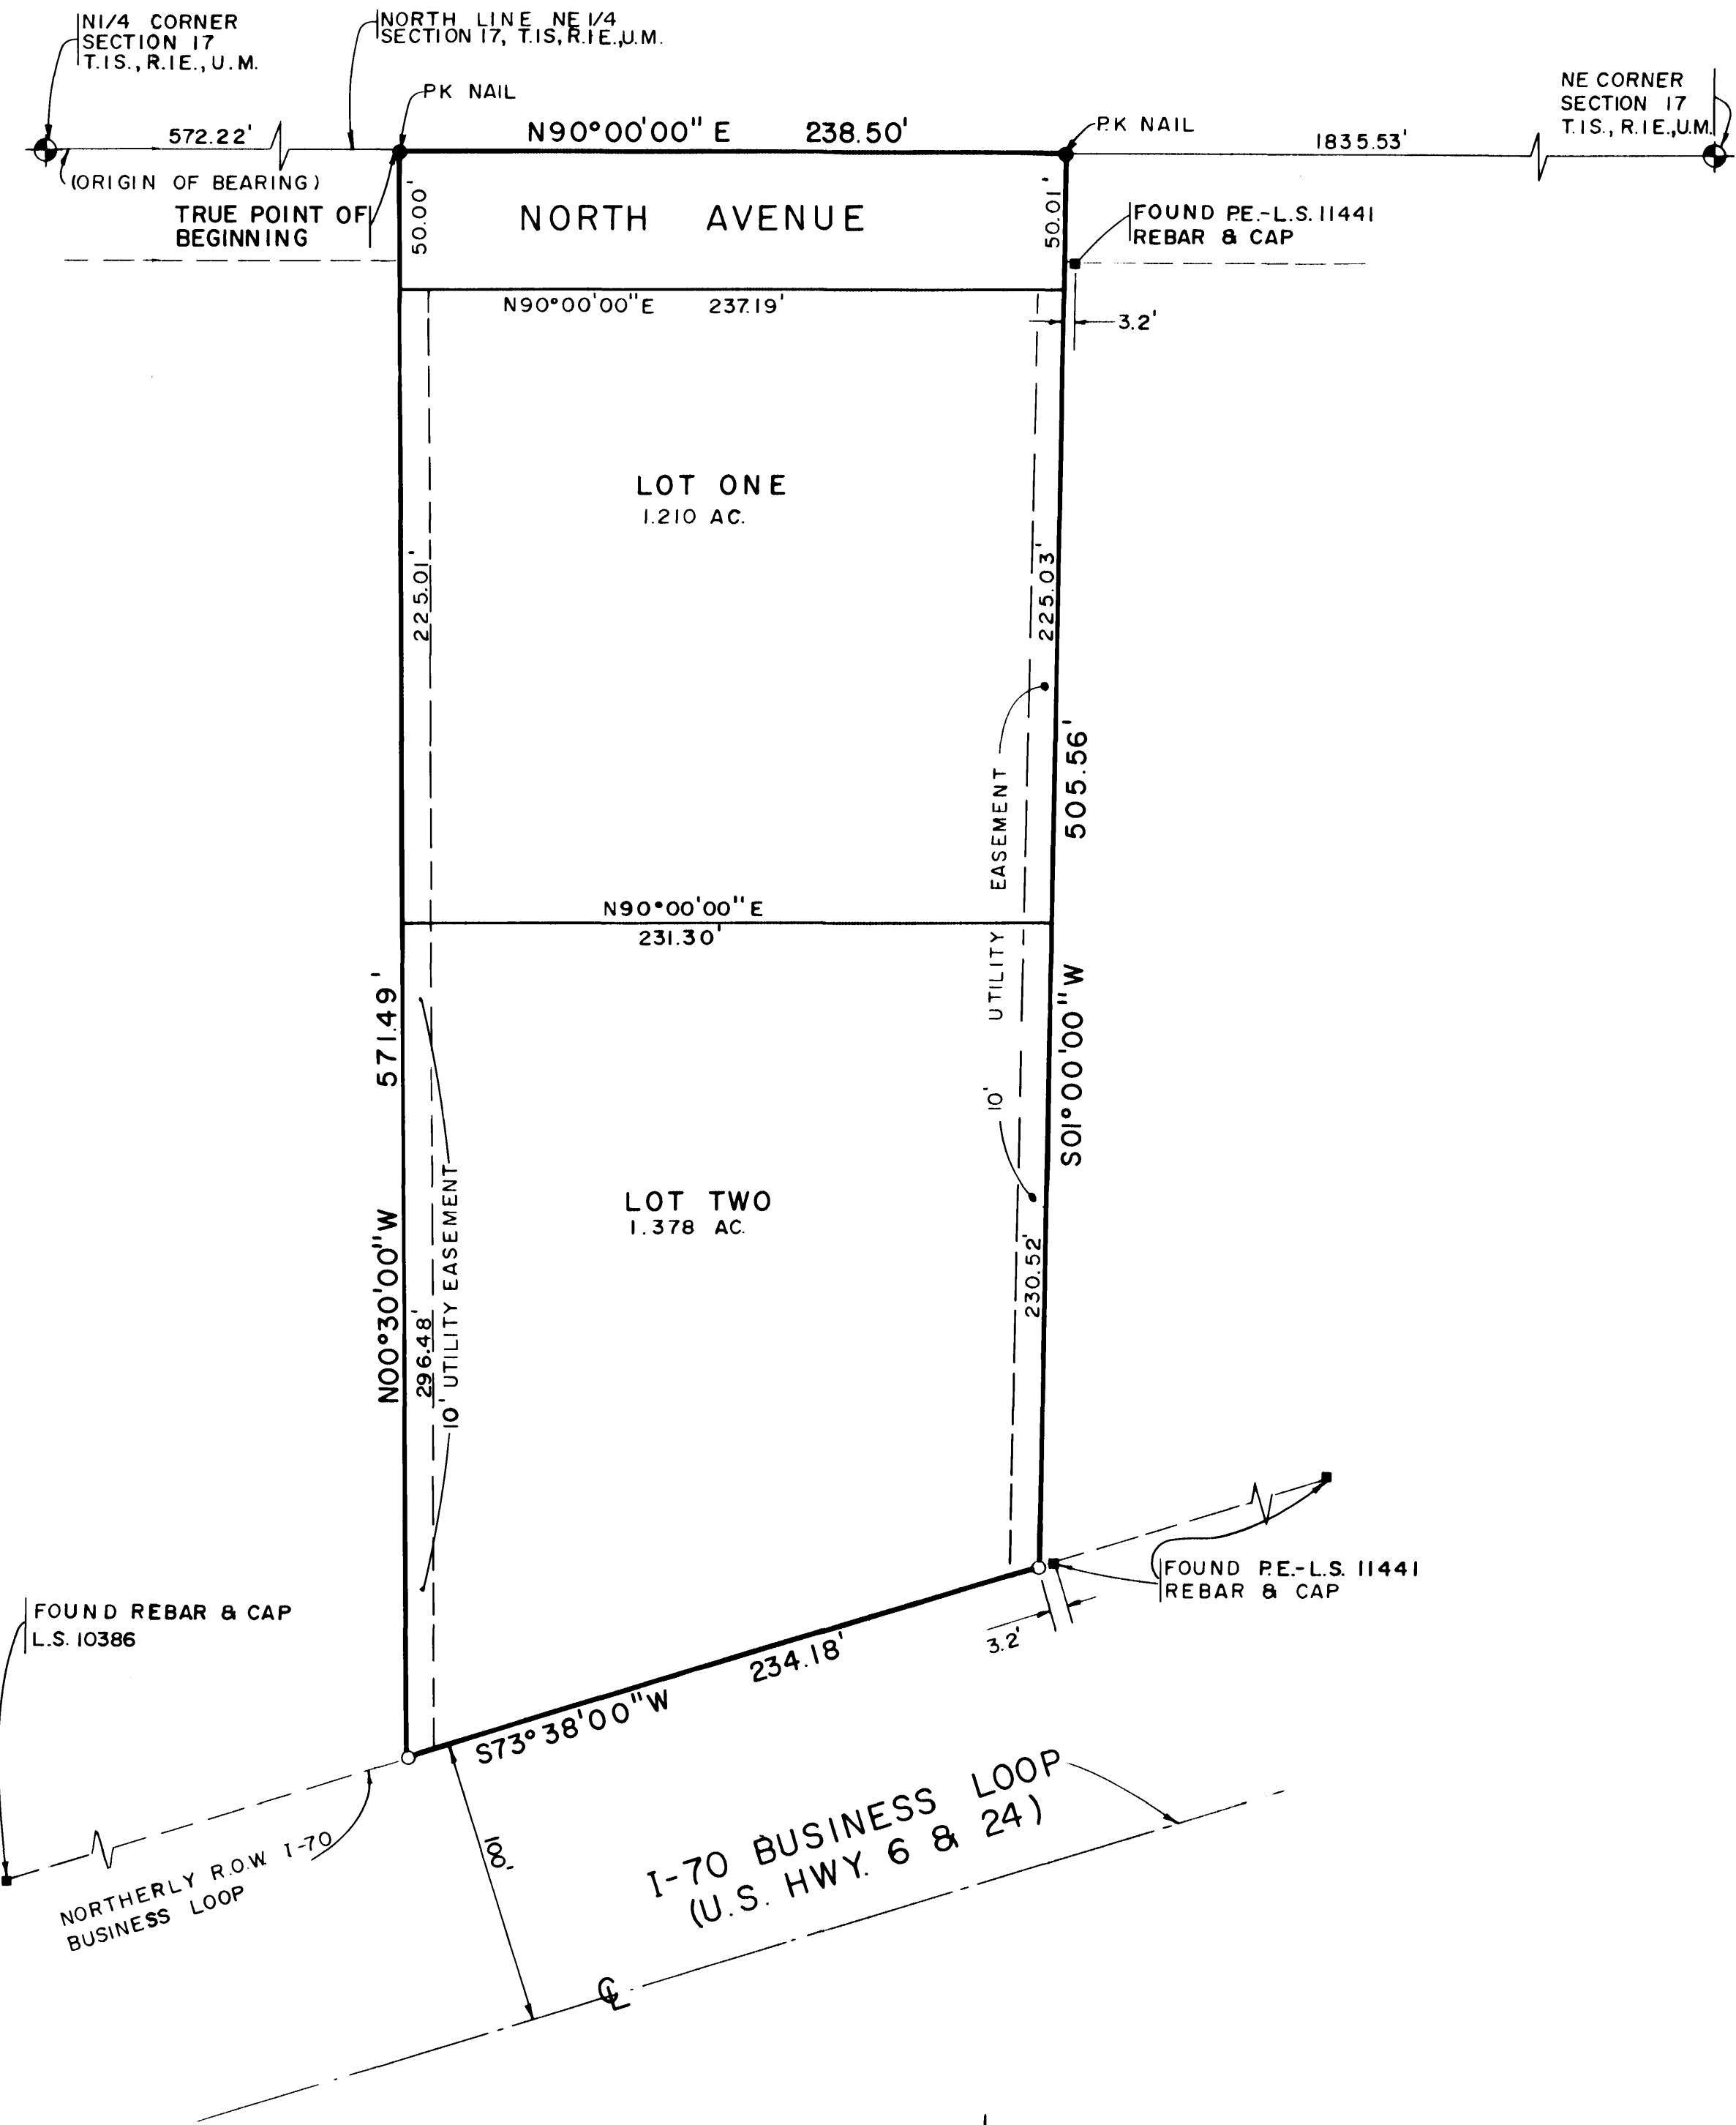 N1/4 CORNER
SECTION 17
T.1S., R.1E., U.M.
NORTH LINE NE 1/4
SECTION 17, T.1S, R.1E., U.M.
PK NAIL
NE CORNER
SECTION 17
T.1S., R.1E., U.M.
572.22'
N90°00'00" E 238.50'
P.K NAIL
1835.53'
(ORIGIN OF BEARING)
TRUE POINT OF
BEGINNING
50.00'
NORTH AVENUE
50.01'
FOUND P.E.-L.S. 11441
REBAR & CAP
N90°00'00"E 237.19'
3.2'
LOT ONE
1.210 AC.
225.01'
225.03'
UTILITY EASEMENT
505.56'
N90°00'00"E
231.30'
571.49'
S01°00'00"W
10'
LOT TWO
1.378 AC.
N00°30'00"W
296.48'
10' UTILITY EASEMENT
230.52'
FOUND P.E.-L.S. 11441
REBAR & CAP
FOUND REBAR & CAP
L.S. 10386
3.2'
234.18'
S73°38'00"W
I-70 BUSINESS LOOP
(U.S. HWY. 6 & 24)
100'
NORTHERLY R.O.W. I-70
BUSINESS LOOP
℄